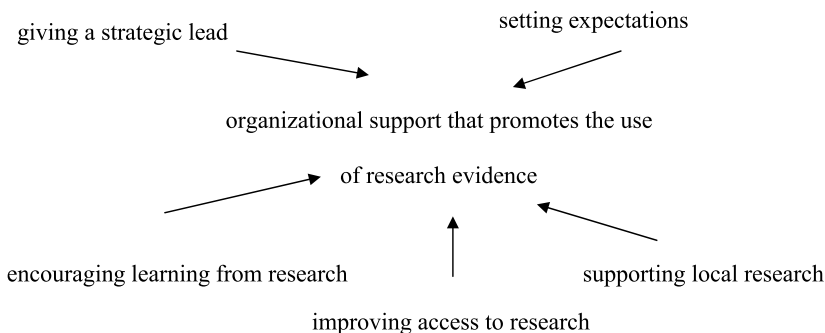 giving a strategic lead
setting expectations
organizational support that promotes the use
of research evidence
encouraging learning from research
supporting local research
improving access to research